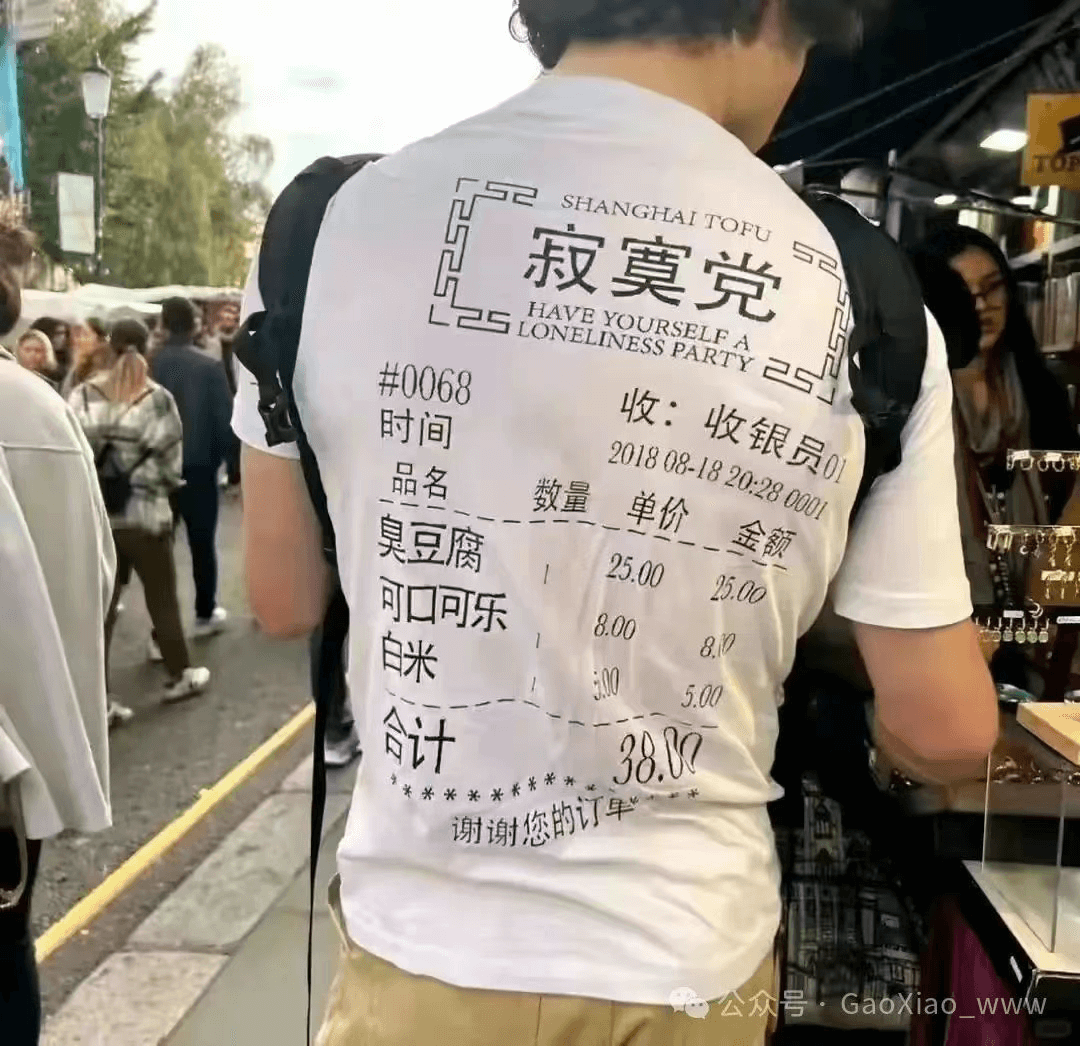 SHANGHAI TOFU
寂寞党
HAVE YOURSELF A
LONELINESS PARTY
#0068
收：收银员01
时间
2018 08-18 20:28 0001
品名 数量 单价 金额
臭豆腐 1 25.00 25.00
可口可乐 1 8.00 8.00
白米 1 5.00 5.00
合计 38.00
谢谢您的订单
TOP
公众号 · GaoXiao_www